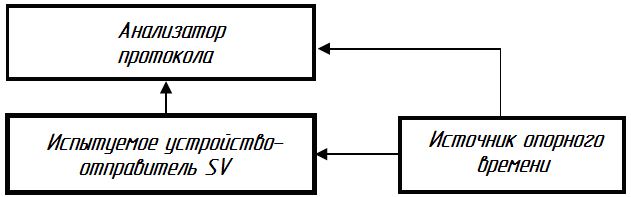 Анализатор
протокола
Испытуемое устройство-
отправитель SV
Источник опорного
времени